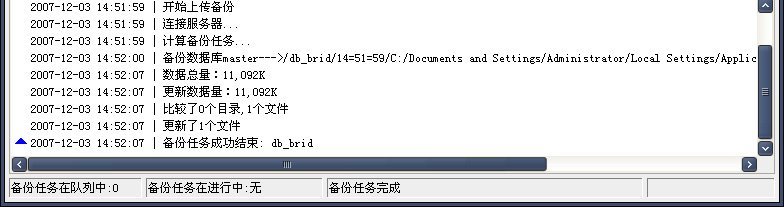 2007-12-03 14:51:59 | 开始上传备份
2007-12-03 14:51:59 | 连接服务器...
2007-12-03 14:51:59 | 计算备份任务...
2007-12-03 14:52:00 | 备份数据库master--->/db_brid/14=51=59/C:/Documents and Settings/Administrator/Local Settings/Applic
2007-12-03 14:52:07 | 数据总量：11,092K
2007-12-03 14:52:07 | 更新数据量：11,092K
2007-12-03 14:52:07 | 比较了0个目录,1个文件
2007-12-03 14:52:07 | 更新了1个文件
2007-12-03 14:52:07 | 备份任务成功结束: db_brid
备份任务在队列中:0 备份任务在进行中:无 备份任务完成